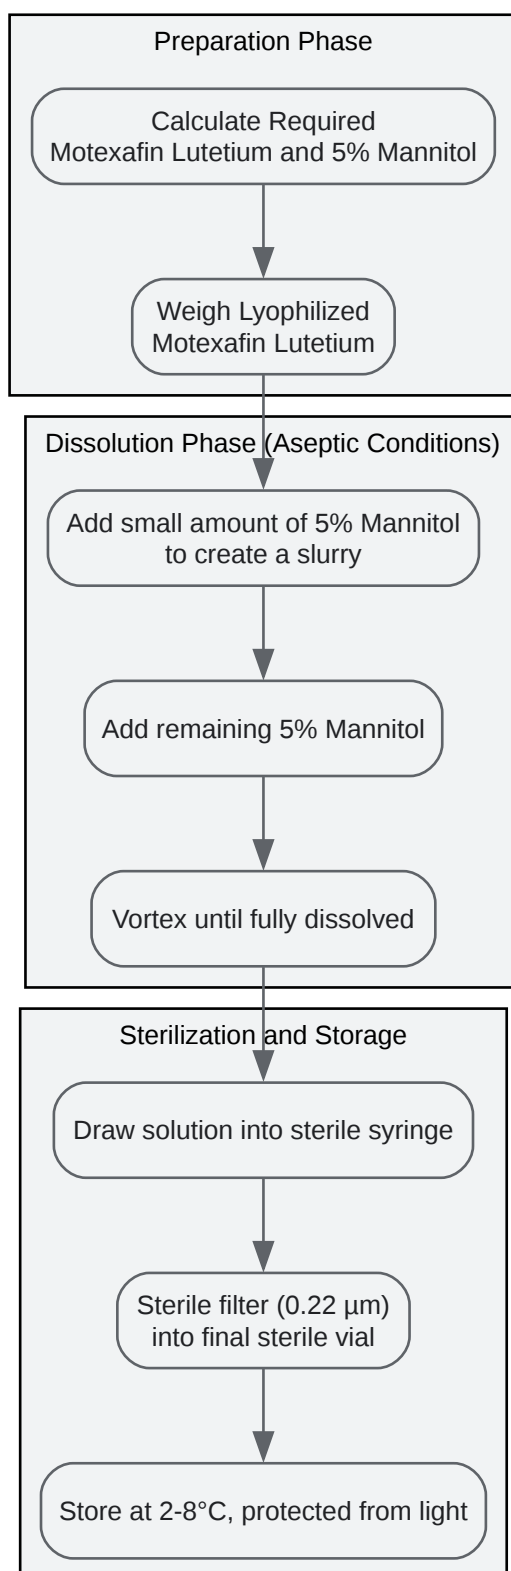 Preparation Phase
Calculate Required
Motexafin Lutetium and 5% Mannitol
Weigh Lyophilized
Motexafin Lutetium
Dissolution Phase (Aseptic Conditions)
Add small amount of 5% Mannitol
to create a slurry
Add remaining 5% Mannitol
Vortex until fully dissolved
Sterilization and Storage
Draw solution into sterile syringe
Sterile filter (0.22 µm)
into final sterile vial
Store at 2-8°C, protected from light